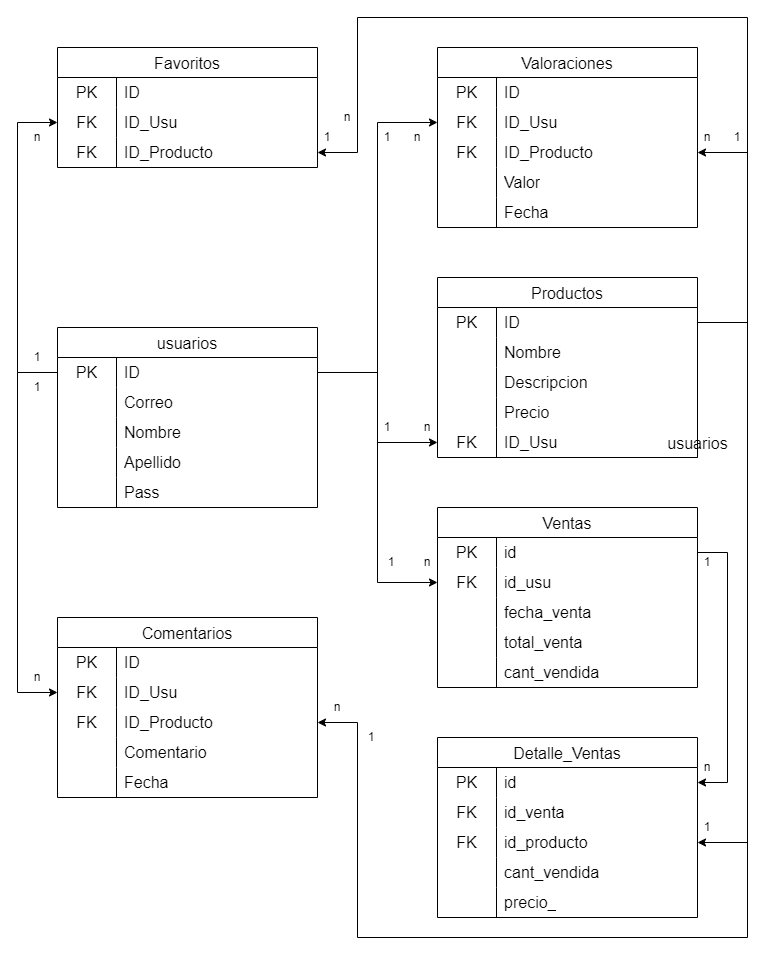 Favoritos
PK ID
FK ID_Usu
FK ID_Producto
n
n
1
Valoraciones
PK ID
FK ID_Usu
FK ID_Producto
Valor
Fecha
1 n
n 1
usuarios
PK ID
Correo
Nombre
Apellido
Pass
1
1
Productos
PK ID
Nombre
Descripcion
Precio
FK ID_Usu
usuarios
1 n
Ventas
PK id
FK id_usu
fecha_venta
total_venta
cant_vendida
1 n
1
Comentarios
PK ID
FK ID_Usu
FK ID_Producto
Comentario
Fecha
n
n
1
Detalle_Ventas
PK id
FK id_venta
FK id_producto
cant_vendida
precio_
n
1